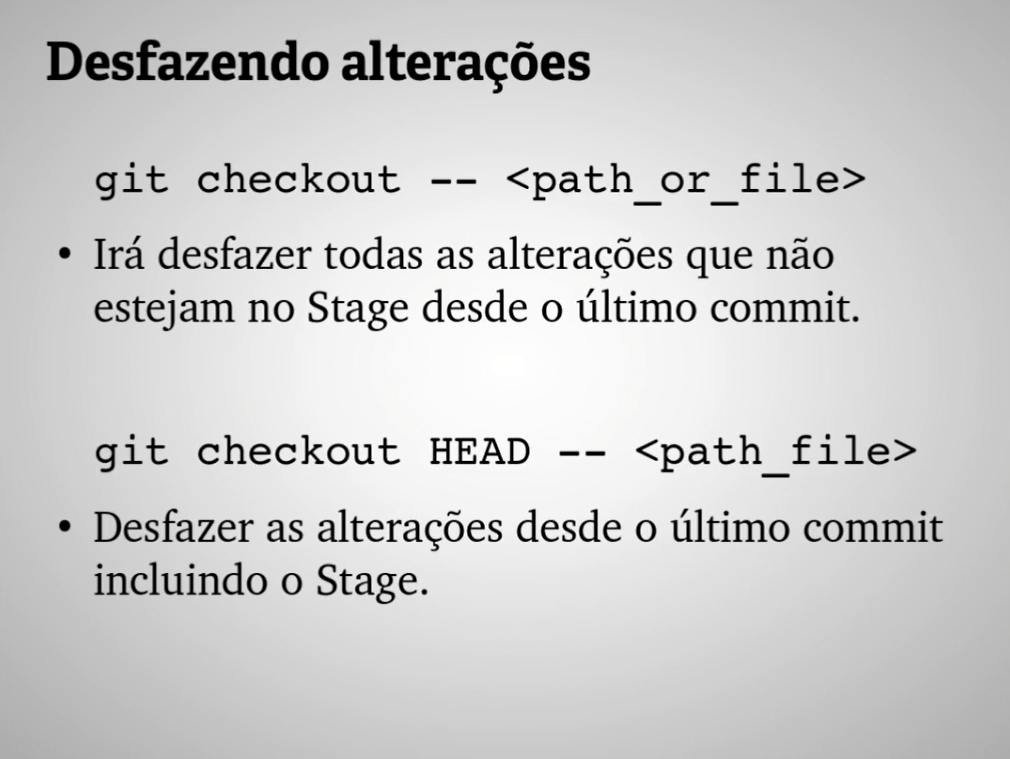 Desfazendo alterações
git checkout -- <path_or_file>
• Irá desfazer todas as alterações que não
estejam no Stage desde o último commit.
git checkout HEAD -- <path_file>
• Desfazer as alterações desde o último commit
incluindo o Stage.